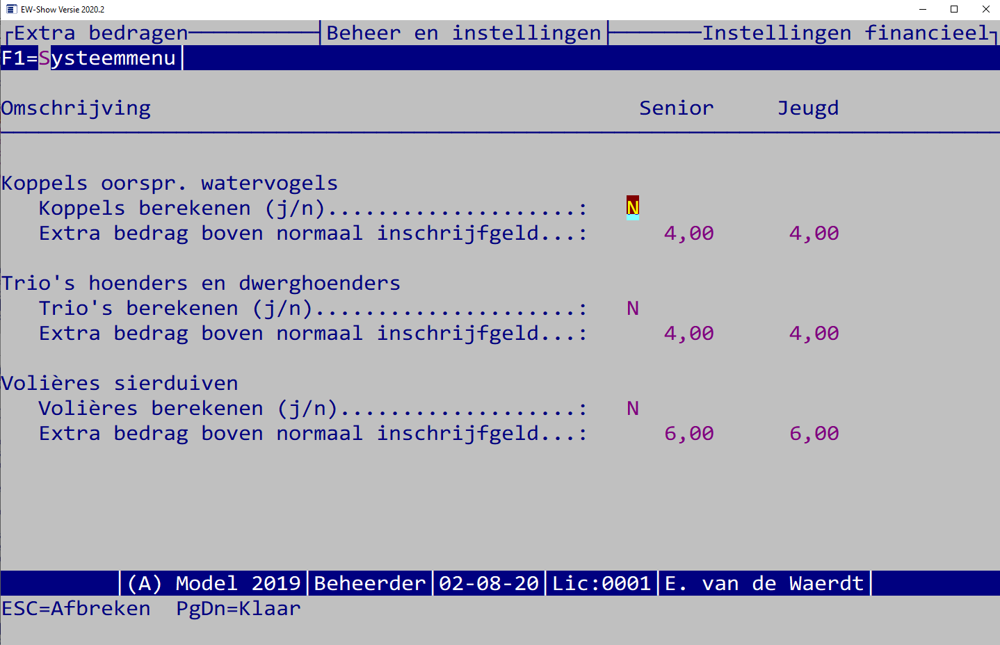 EW-Show Versie 2020.2
Extra bedragen Beheer en instellingen Instellingen financieel
F1=Systeemmenu
Omschrijving Senior Jeugd
Koppels oorspr. watervogels
Koppels berekenen (j/n)....................: N
Extra bedrag boven normaal inschrijfgeld...: 4,00 4,00
Trio's hoenders en dwerghoenders
Trio's berekenen (j/n).....................: N
Extra bedrag boven normaal inschrijfgeld...: 4,00 4,00
Volières sierduiven
Volières berekenen (j/n)...................: N
Extra bedrag boven normaal inschrijfgeld...: 6,00 6,00
(A) Model 2019 Beheerder 02-08-20 Lic:0001 E. van de Waerdt
ESC=Afbreken PgDn=Klaar